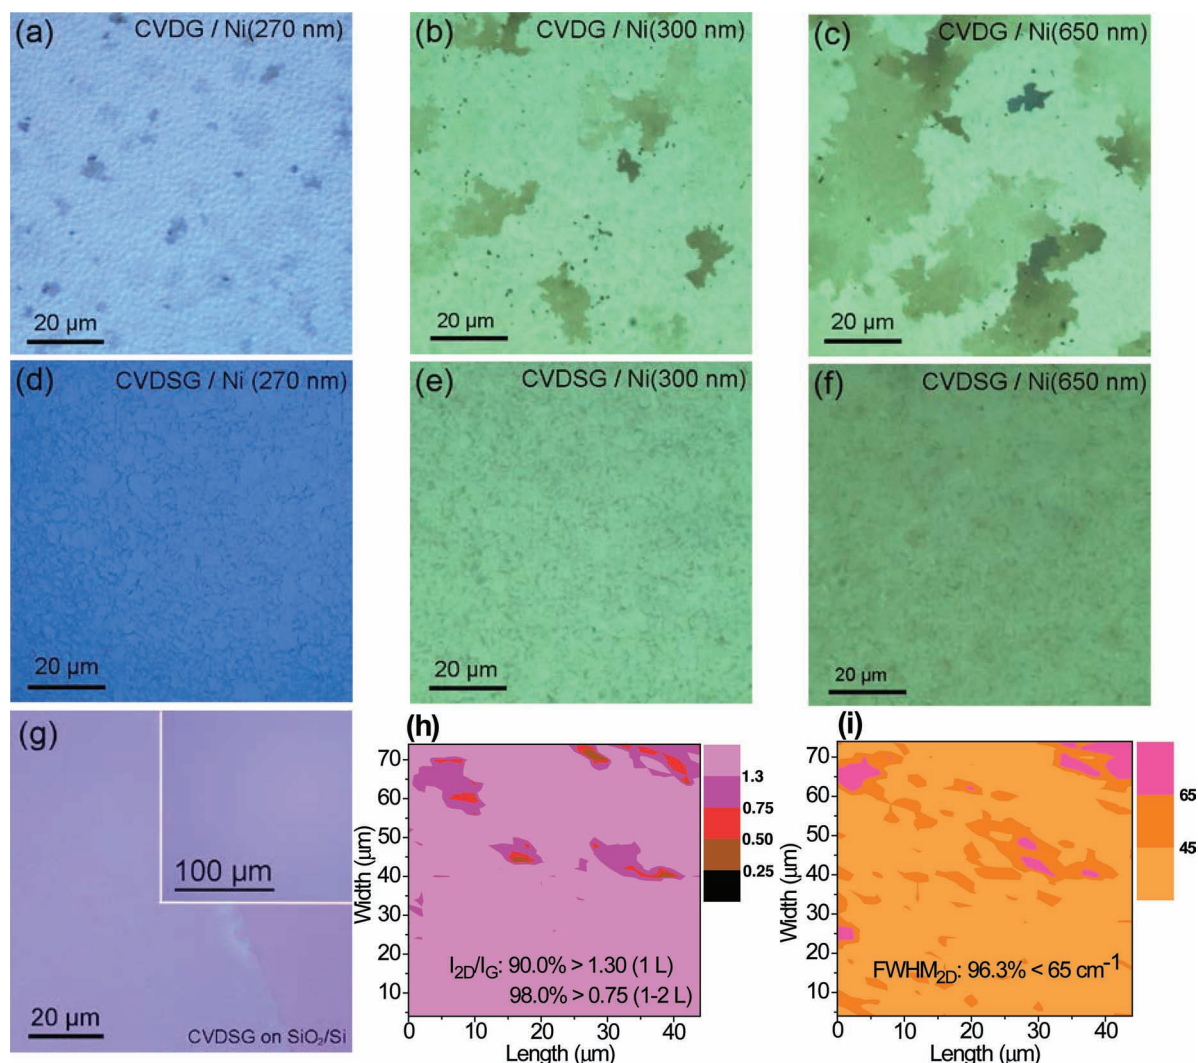 (a) CVDG / Ni(270 nm)
20 µm
(b) CVDG / Ni(300 nm)
20 µm
(c) CVDG / Ni(650 nm)
20 µm
(d) CVDSG / Ni (270 nm)
20 µm
(e) CVDSG / Ni(300 nm)
20 µm
(f) CVDSG / Ni(650 nm)
20 µm
(g)
100 µm
20 µm
CVDSG on SiO₂/Si
(h)
70
60
50
40
30
20
10
Width (µm)
I2D/IG: 90.0% > 1.30 (1 L)
98.0% > 0.75 (1-2 L)
0 10 20 30 40
Length (µm)
1.3
0.75
0.50
0.25
(i)
70
60
50
40
30
20
10
Width (µm)
FWHM2D: 96.3% < 65 cm⁻¹
0 10 20 30 40
Length (µm)
65
45